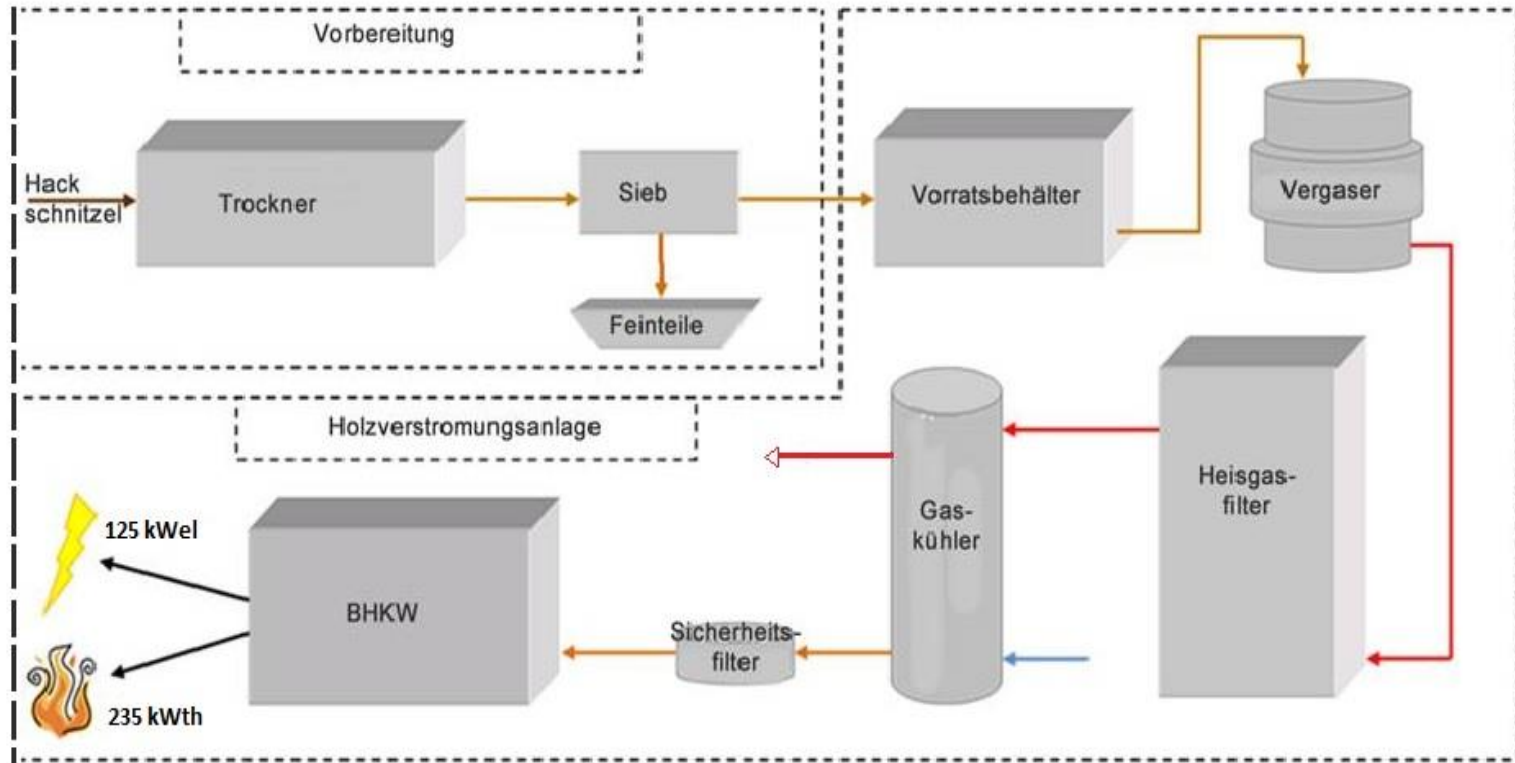 Vorbereitung
Hack
schnitzel
Trockner
Sieb
Feinteile
Vorratsbehälter
Vergaser
Holzverstromungsanlage
Heisgas-
filter
Gas-
kühler
Sicherheits-
filter
BHKW
125 kWel
235 kWth